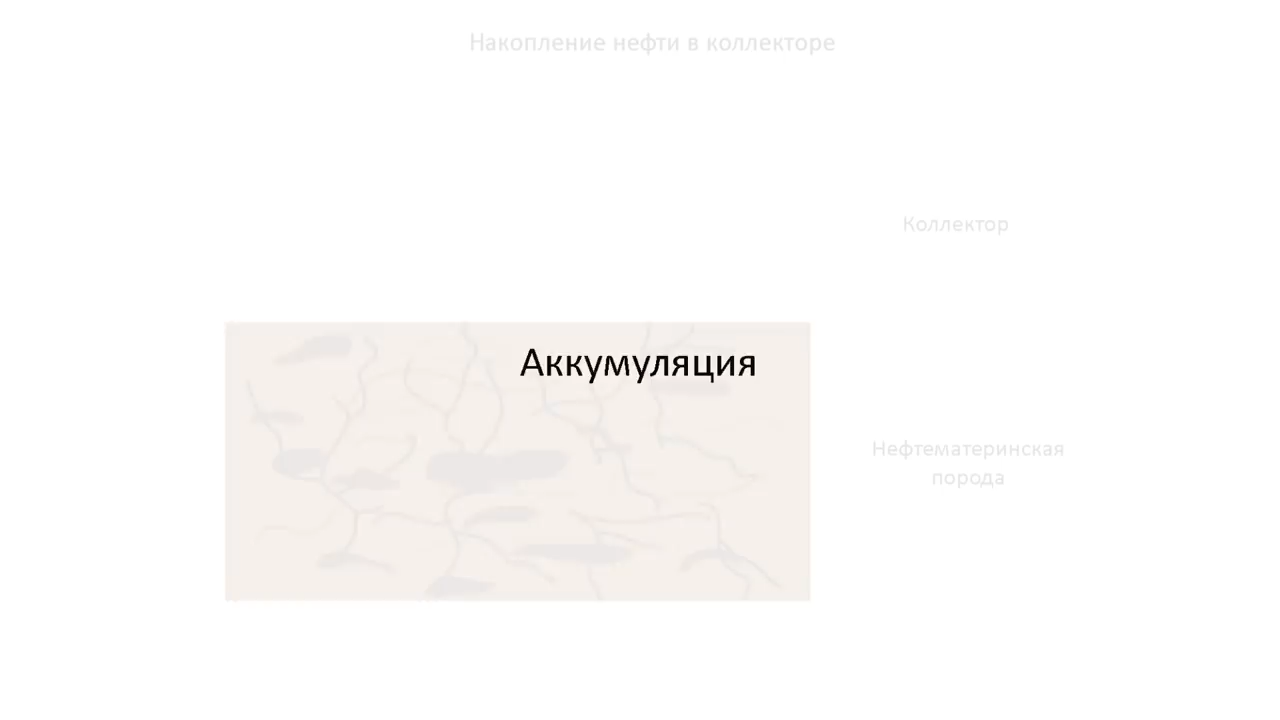 Накопление нефти в коллекторе
Коллектор
Аккумуляция
Нефтематеринская
порода